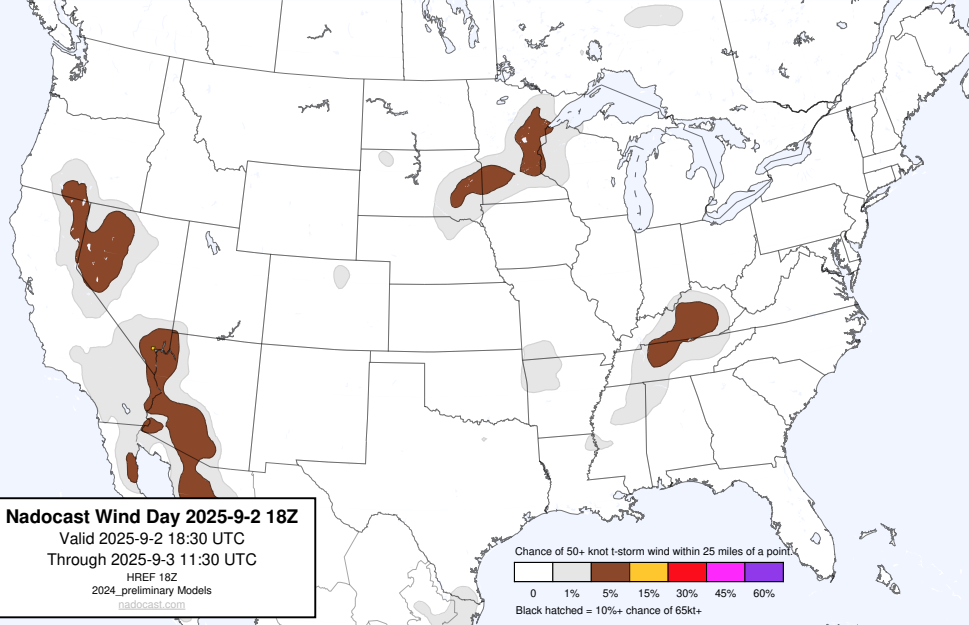 Nadocast Wind Day 2025-9-2 18Z
Valid 2025-9-2 18:30 UTC
Through 2025-9-3 11:30 UTC
HREF 18Z
2024_preliminary Models
nadocast.com
Chance of 50+ knot t-storm wind within 25 miles of a point.
0 1% 5% 15% 30% 45% 60%
Black hatched = 10%+ chance of 65kt+